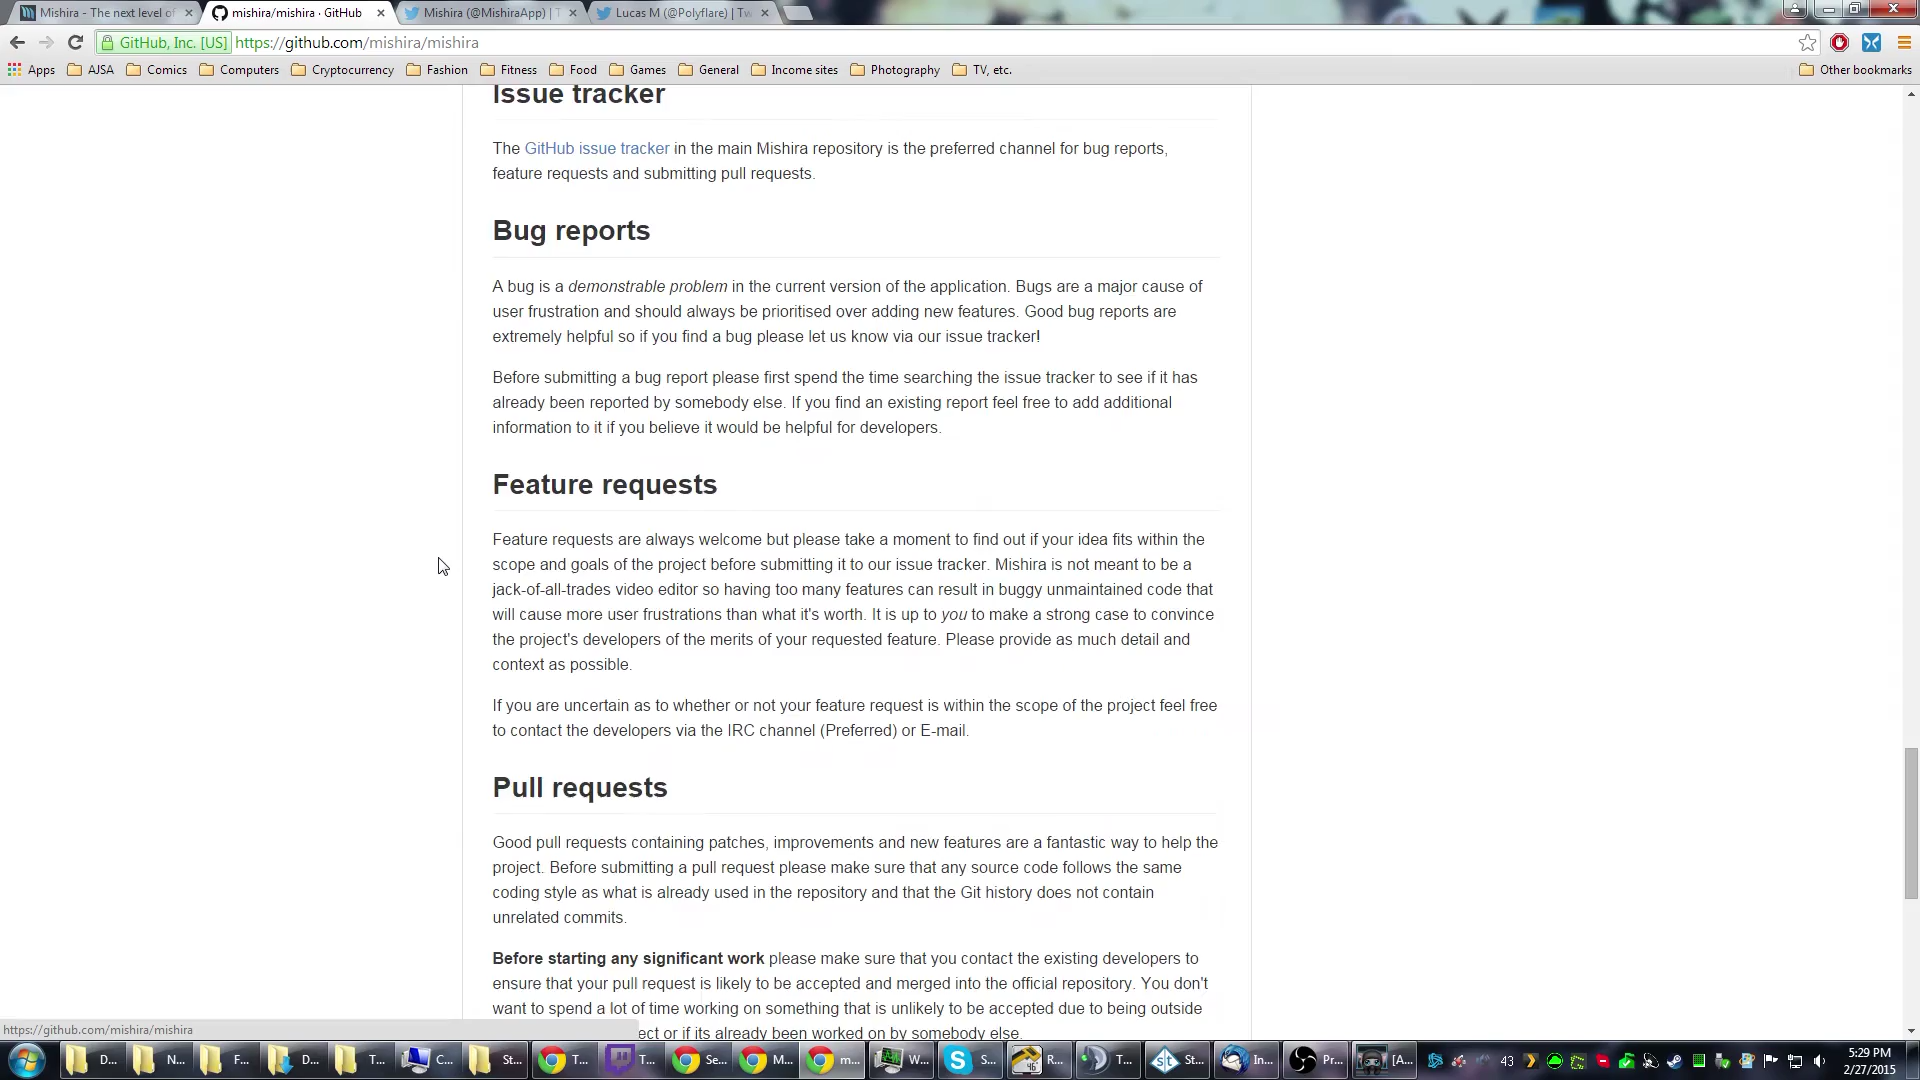 Mishira - The next level of
mishira/mishira · GitHub
Mishira (@MishiraApp) | T
Lucas M (@Polyflare) | Tw
GitHub, Inc. [US] https://github.com/mishira/mishira
Apps AJSA Comics Computers Cryptocurrency Fashion Fitness Food Games General Income sites Photography TV, etc. Other bookmarks
Issue tracker
The GitHub issue tracker in the main Mishira repository is the preferred channel for bug reports,
feature requests and submitting pull requests.
Bug reports
A bug is a demonstrable problem in the current version of the application. Bugs are a major cause of
user frustration and should always be prioritised over adding new features. Good bug reports are
extremely helpful so if you find a bug please let us know via our issue tracker!
Before submitting a bug report please first spend the time searching the issue tracker to see if it has
already been reported by somebody else. If you find an existing report feel free to add additional
information to it if you believe it would be helpful for developers.
Feature requests
Feature requests are always welcome but please take a moment to find out if your idea fits within the
scope and goals of the project before submitting it to our issue tracker. Mishira is not meant to be a
jack-of-all-trades video editor so having too many features can result in buggy unmaintained code that
will cause more user frustrations than what it's worth. It is up to you to make a strong case to convince
the project's developers of the merits of your requested feature. Please provide as much detail and
context as possible.
If you are uncertain as to whether or not your feature request is within the scope of the project feel free
to contact the developers via the IRC channel (Preferred) or E-mail.
Pull requests
Good pull requests containing patches, improvements and new features are a fantastic way to help the
project. Before submitting a pull request please make sure that any source code follows the same
coding style as what is already used in the repository and that the Git history does not contain
unrelated commits.
Before starting any significant work please make sure that you contact the existing developers to
ensure that your pull request is likely to be accepted and merged into the official repository. You don't
want to spend a lot of time working on something that is unlikely to be accepted due to being outside
ect or if its already been worked on by somebody else.
https://github.com/mishira/mishira
D... N... F... D... T... C... St... T... T... Se... M... m... W... S... R... T... St... In... Pr... [A... 43 5:29 PM
2/27/2015